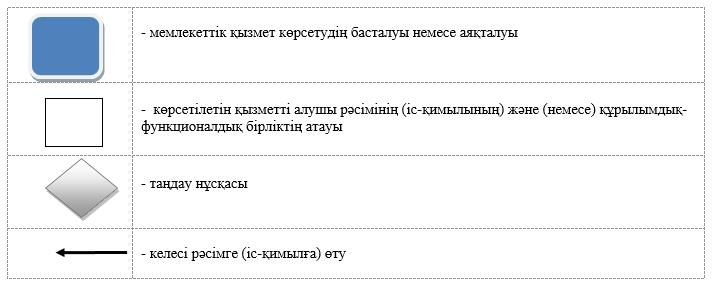 - мемлекеттік қызмет көрсетудің басталуы немесе аяқталуы
- көрсетілетін қызметті алушы рәсімінің (іс-қимылының) және (немесе) құрылымдық-
функционалдық бірліктің атауы
- таңдау нұсқасы
- келесі рәсімге (іс-қимылға) өту